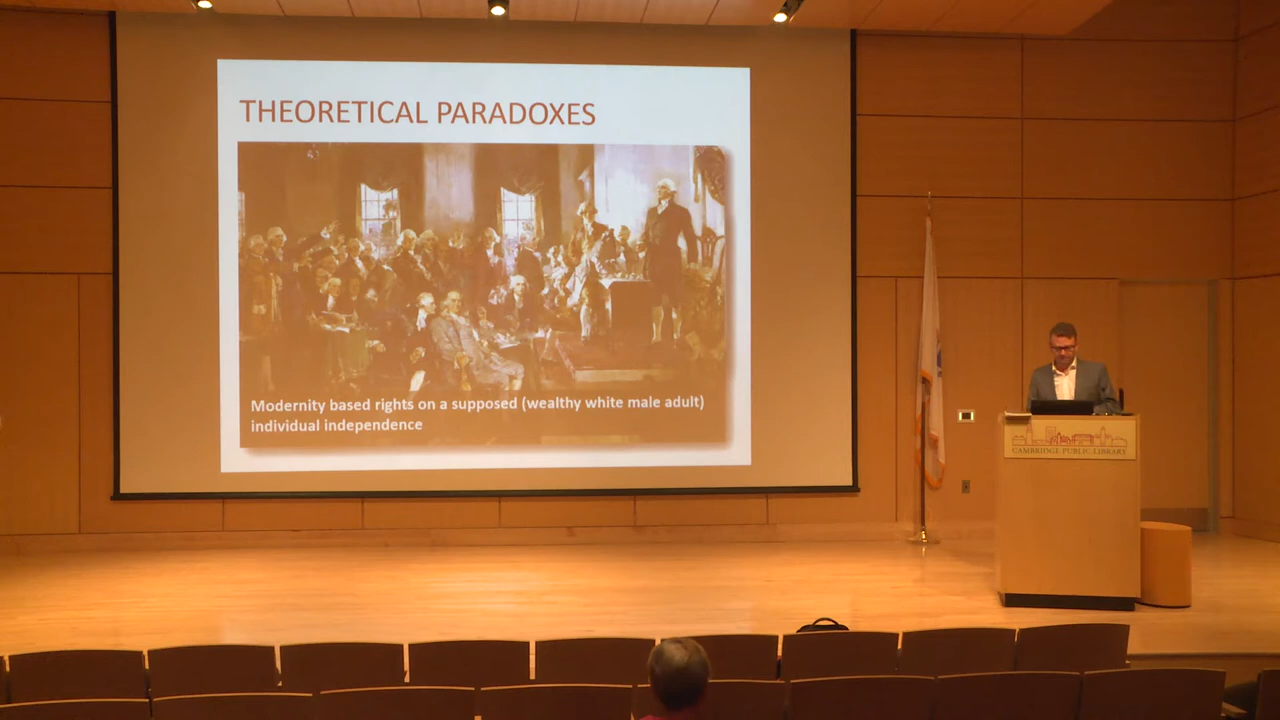 THEORETICAL PARADOXES
Modernity based rights on a supposed (wealthy white male adult)
individual independence
CAMBRIDGE PUBLIC LIBRARY